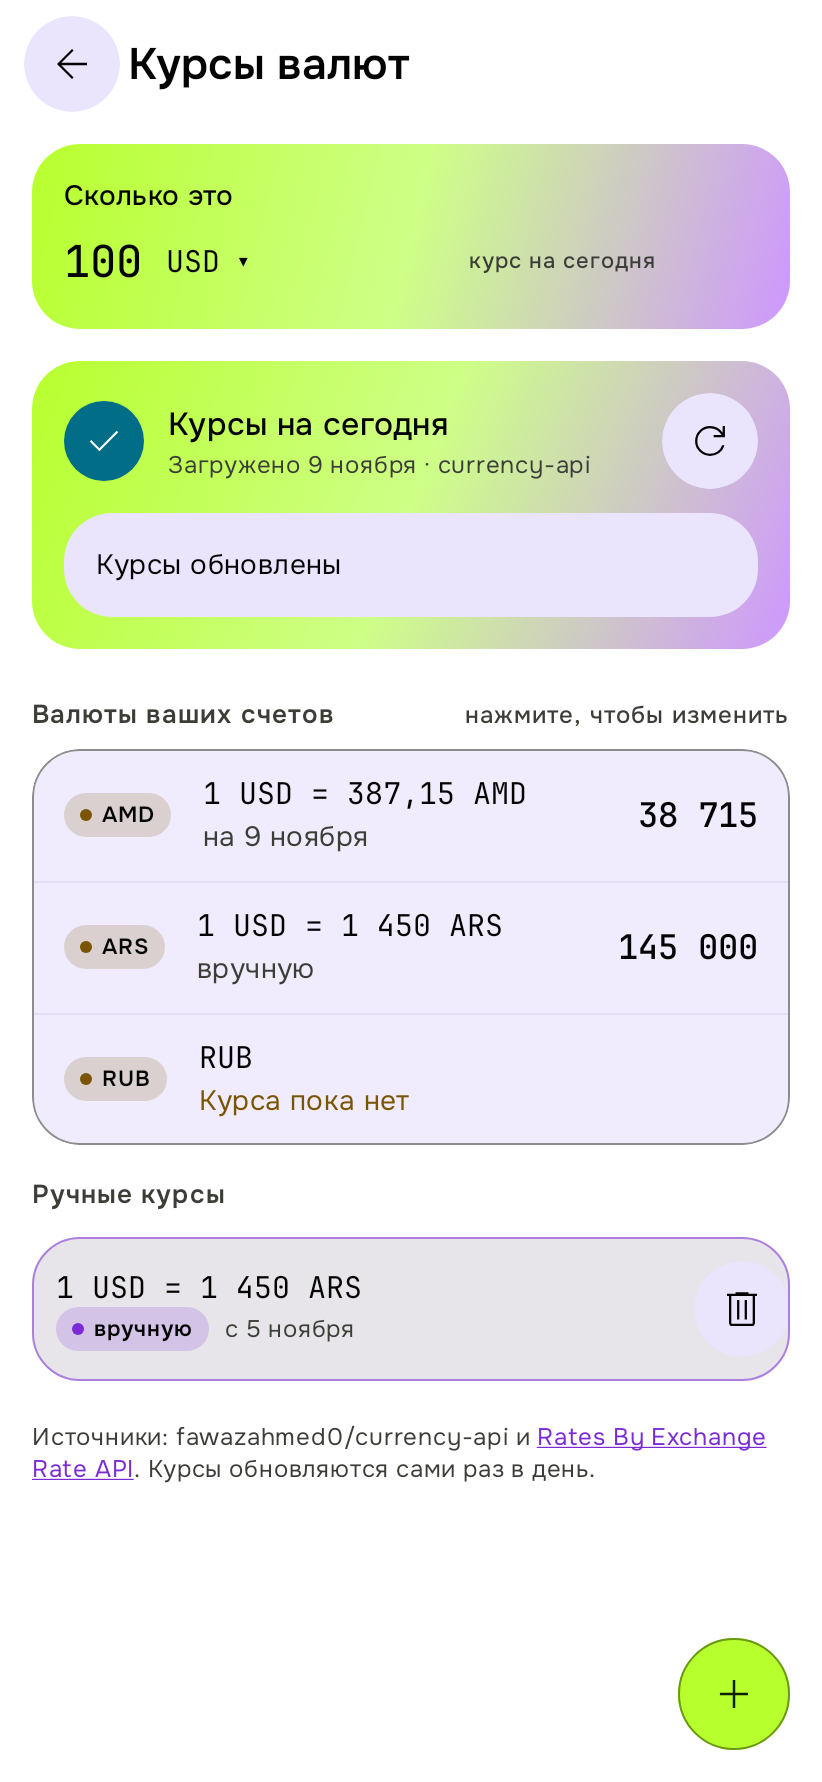 Курсы валют
Сколько это
100 USD ▾
курс на сегодня
Курсы на сегодня
Загружено 9 ноября · currency-api
Курсы обновлены
Валюты ваших счетов
нажмите, чтобы изменить
AMD
1 USD = 387,15 AMD
на 9 ноября
38 715
ARS
1 USD = 1 450 ARS
вручную
145 000
RUB
RUB
Курса пока нет
Ручные курсы
1 USD = 1 450 ARS
вручную
с 5 ноября
Источники: fawazahmed0/currency-api и Rates By Exchange
Rate API. Курсы обновляются сами раз в день.